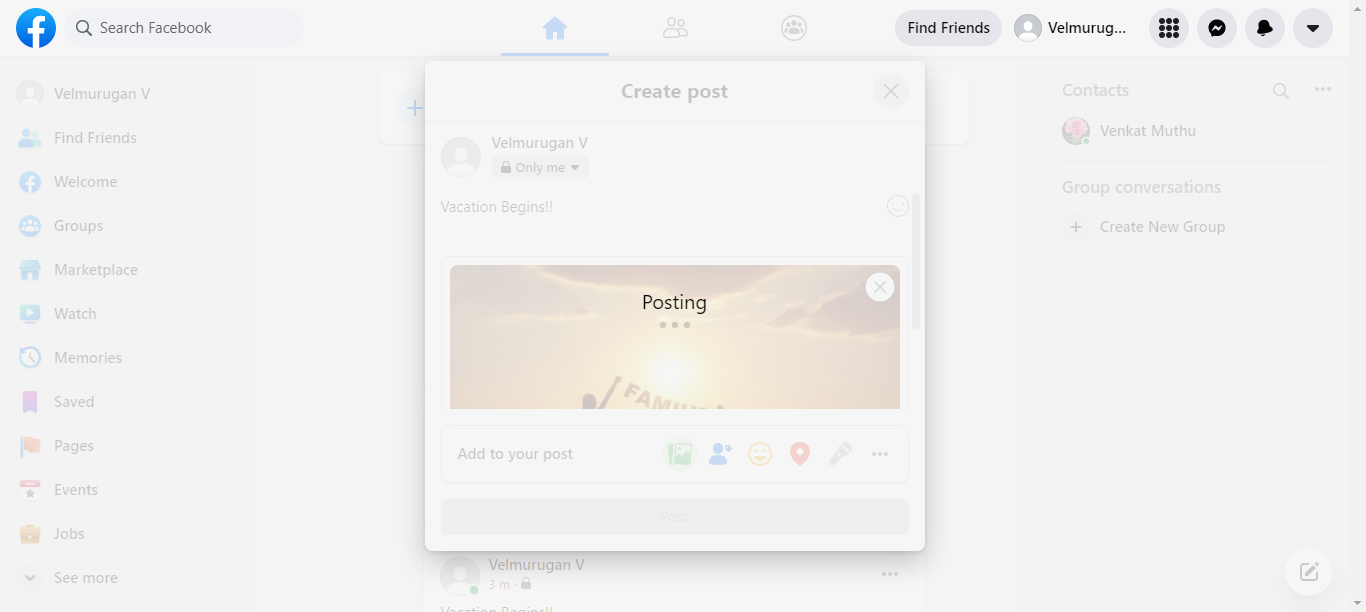 Search Facebook
Find Friends
Velmurug...
Velmurugan V
Find Friends
Welcome
Groups
Marketplace
Watch
Memories
Saved
Pages
Events
Jobs
See more
Create post
Velmurugan V
Only me
Vacation Begins!!
Posting
FAMILY
Add to your post
Post
Velmurugan V
3 m ·
Vacation Begins!!
Contacts
Venkat Muthu
Group conversations
Create New Group